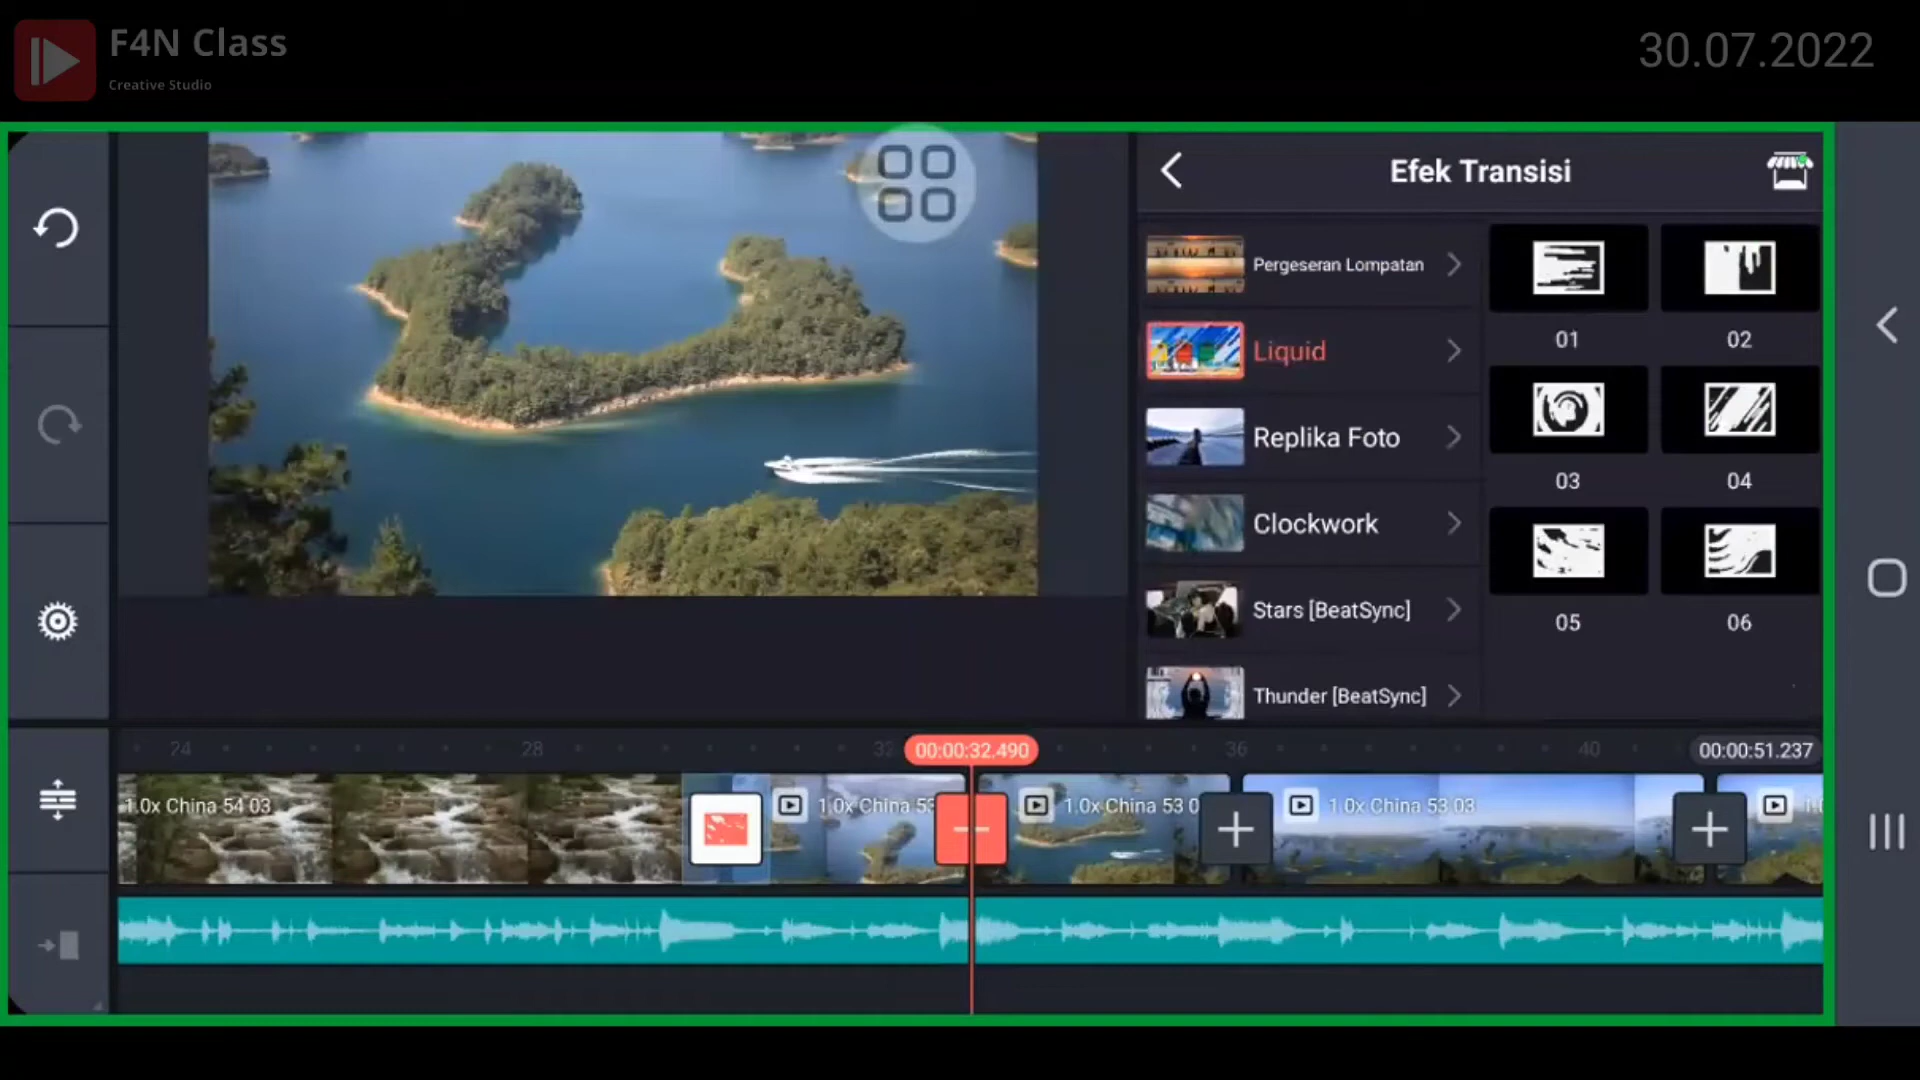 F4N Class
Creative Studio
30.07.2022
Efek Transisi
Pergeseran Lompatan
Liquid
Replika Foto
Clockwork
Stars [BeatSync]
Thunder [BeatSync]
01
02
03
04
05
06
24
28
32
00:00:32.490
36
40
00:00:51.237
1.0x China 54 03
1.0x China 53
1.0x China 53 0
1.0x China 53 03